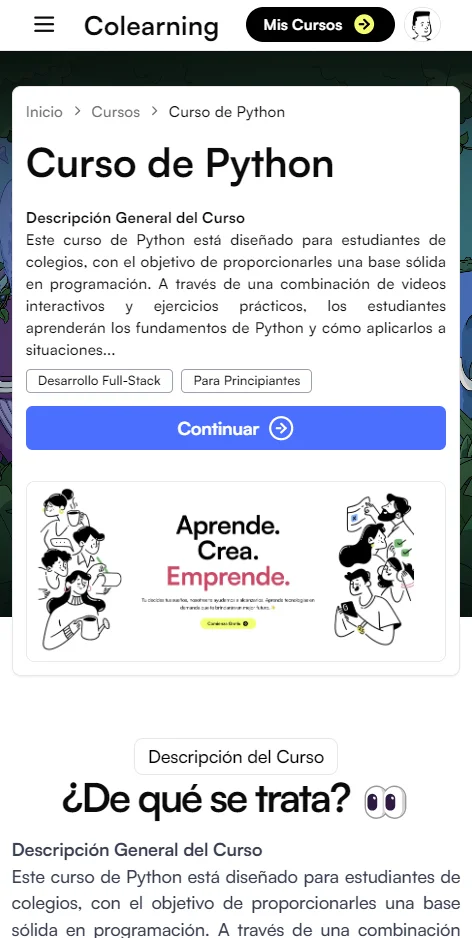 Colearning
Mis Cursos
Inicio > Cursos > Curso de Python
Curso de Python
Descripción General del Curso
Este curso de Python está diseñado para estudiantes de
colegios, con el objetivo de proporcionarles una base sólida
en programación. A través de una combinación de videos
interactivos y ejercicios prácticos, los estudiantes
aprenderán los fundamentos de Python y cómo aplicarlos a
situaciones...
Desarrollo Full-Stack
Para Principiantes
Continuar
Aprende.
Crea.
Emprende.
Comienza Gratis
Descripción del Curso
¿De qué se trata? 👀
Descripción General del Curso
Este curso de Python está diseñado para estudiantes de
colegios, con el objetivo de proporcionarles una base
sólida en programación. A través de una combinación